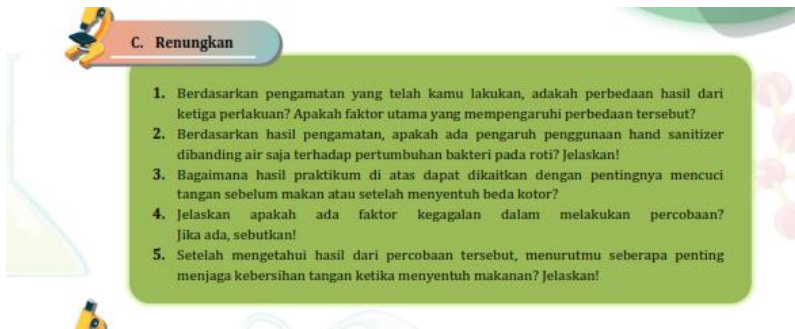 C. Renungkan
1. Berdasarkan pengamatan yang telah kamu lakukan, adakah perbedaan hasil dari
ketiga perlakuan? Apakah faktor utama yang mempengaruhi perbedaan tersebut?
2. Berdasarkan hasil pengamatan, apakah ada pengaruh penggunaan hand sanitizer
dibanding air saja terhadap pertumbuhan bakteri pada roti? Jelaskan!
3. Bagaimana hasil praktikum di atas dapat dikaitkan dengan pentingnya mencuci
tangan sebelum makan atau setelah menyentuh beda kotor?
4. Jelaskan apakah ada faktor kegagalan dalam melakukan percobaan?
Jika ada, sebutkan!
5. Setelah mengetahui hasil dari percobaan tersebut, menurutmu seberapa penting
menjaga kebersihan tangan ketika menyentuh makanan? Jelaskan!